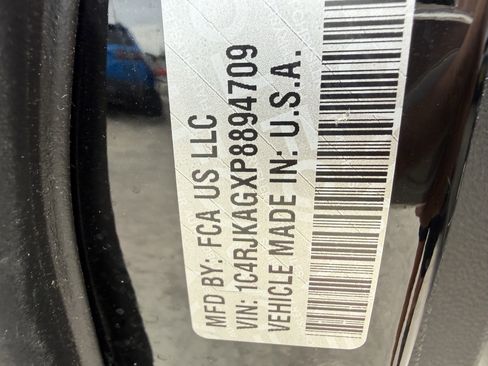 MFD BY: FCA US LLC
VIN: 1C4RJKAGXP8894709
VEHICLE MADE IN: U.S.A.